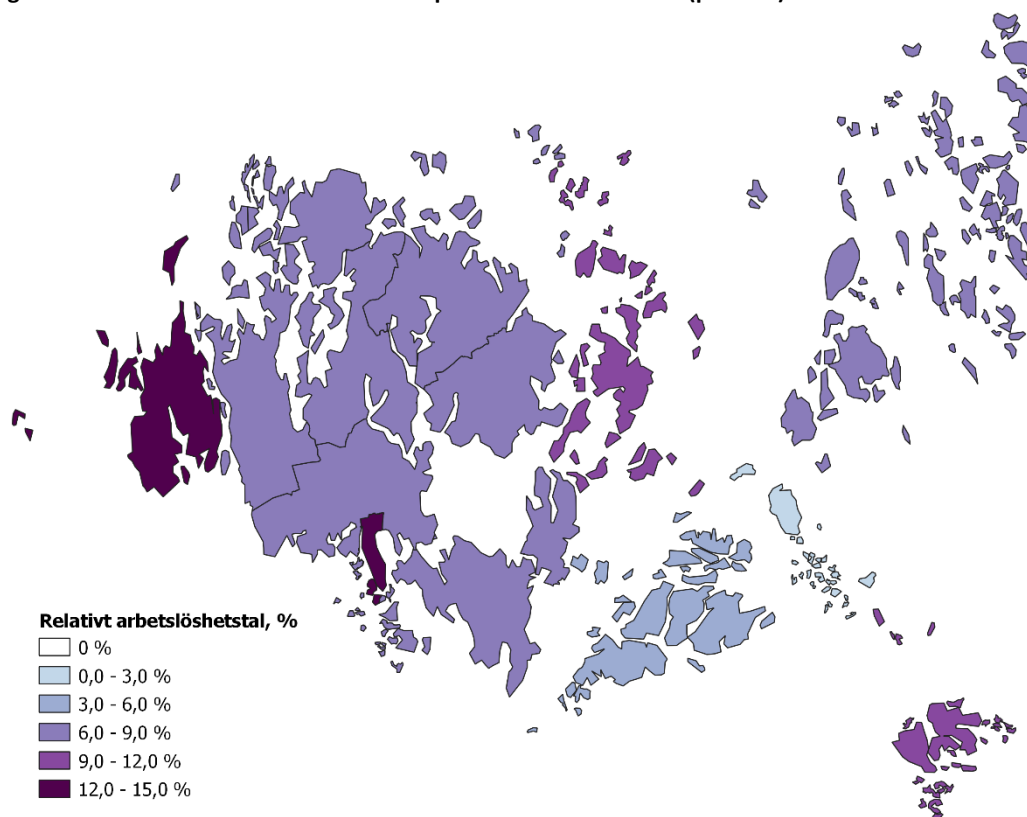 Relativt arbetslöshetstal, %
0 %
0,0 - 3,0 %
3,0 - 6,0 %
6,0 - 9,0 %
9,0 - 12,0 %
12,0 - 15,0 %